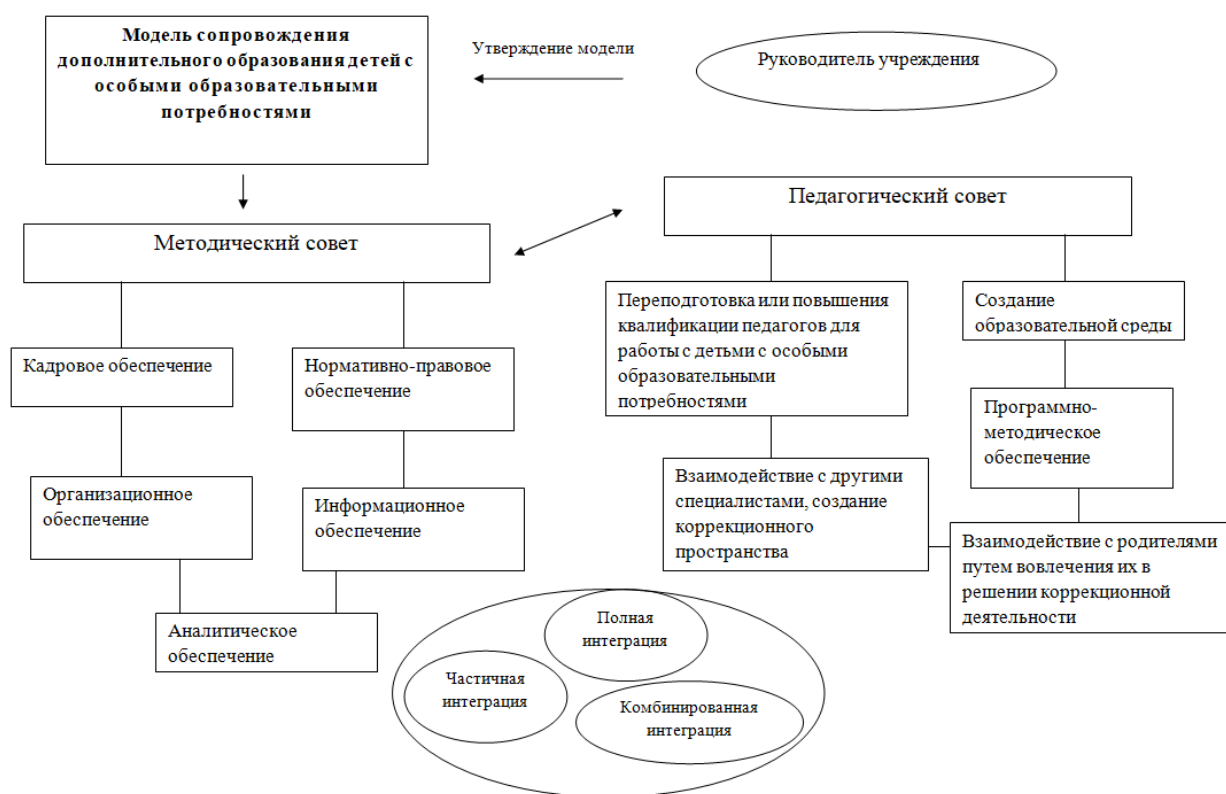 Модель сопровождения
дополнительного образования детей с
особыми образовательными
потребностями
Утверждение модели
Руководитель учреждения
Педагогический совет
Методический совет
Переподготовка или повышения
квалификации педагогов для
работы с детьми с особыми
образовательными
потребностями
Создание
образовательной среды
Кадровое обеспечение
Нормативно-правовое
обеспечение
Программно-
методическое
обеспечение
Организационное
обеспечение
Информационное
обеспечение
Взаимодействие с другими
специалистами, создание
коррекционного
пространства
Взаимодействие с родителями
путем вовлечения их в
решении коррекционной
деятельности
Аналитическое
обеспечение
Полная
интеграция
Частичная
интеграция
Комбинированная
интеграция